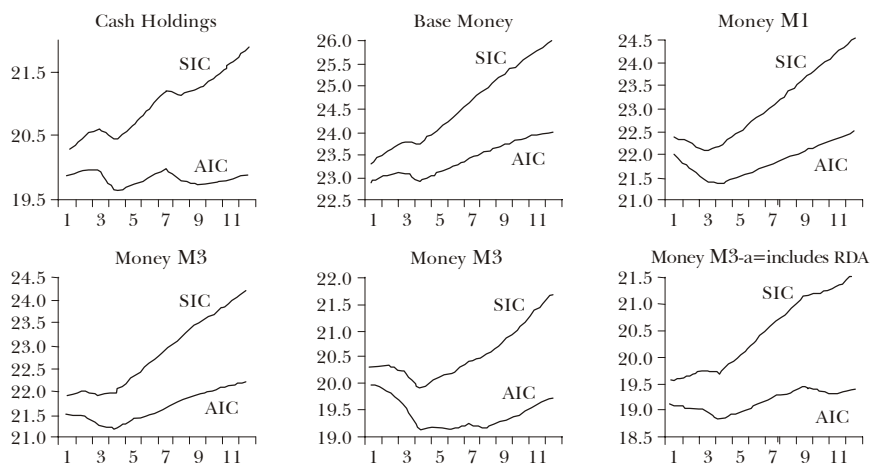 Cash Holdings
21.5
20.5
19.5
SIC
AIC
1 3 5 7 9 11
Base Money
26.0
25.5
25.0
24.0
23.5
23.0
22.5
SIC
AIC
1 3 5 7 9 11
Money M1
24.5
24.0
23.5
23.0
22.5
22.0
21.5
21.0
SIC
AIC
1 3 5 7 9 11
Money M3
24.5
24.0
23.5
23.0
22.0
21.5
21.0
SIC
AIC
1 3 5 7 9 11
Money M3
22.0
21.5
21.0
20.5
20.0
19.5
19.0
SIC
AIC
1 3 5 7 9 11
Money M3-a=includes RDA
21.5
21.5
20.5
20.0
19.5
19.0
18.5
SIC
AIC
1 3 5 7 9 11